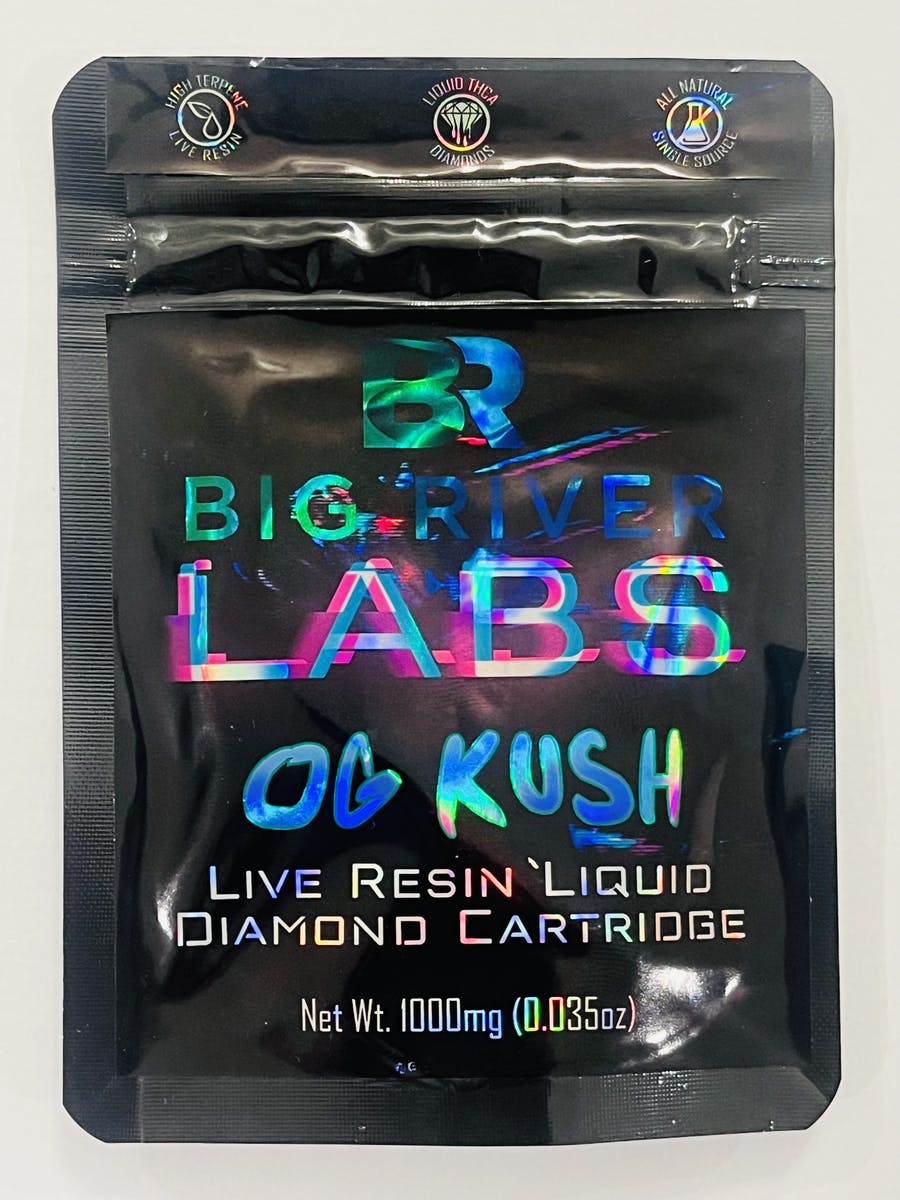 HIGH TERPENE
LIVE RESIN
LIQUID THCA
DIAMONDS
ALL NATURAL
SINGLE SOURCE
BR
BIG RIVER
LABS
OG KUSH
LIVE RESIN LIQUID
DIAMOND CARTRIDGE
Net Wt. 1000mg (0.035oz)